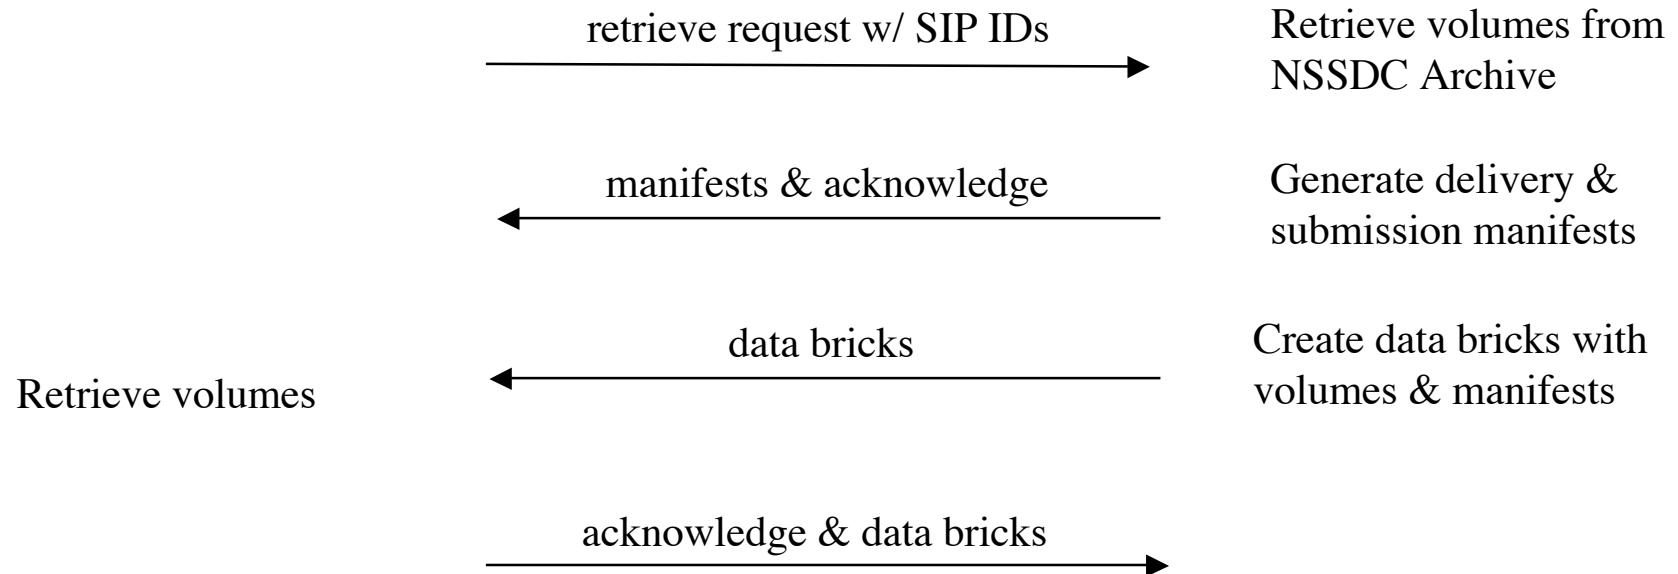 retrieve request w/ SIP IDs
Retrieve volumes from
NSSDC Archive
manifests & acknowledge
Generate delivery &
submission manifests
data bricks
Create data bricks with
volumes & manifests
Retrieve volumes
acknowledge & data bricks